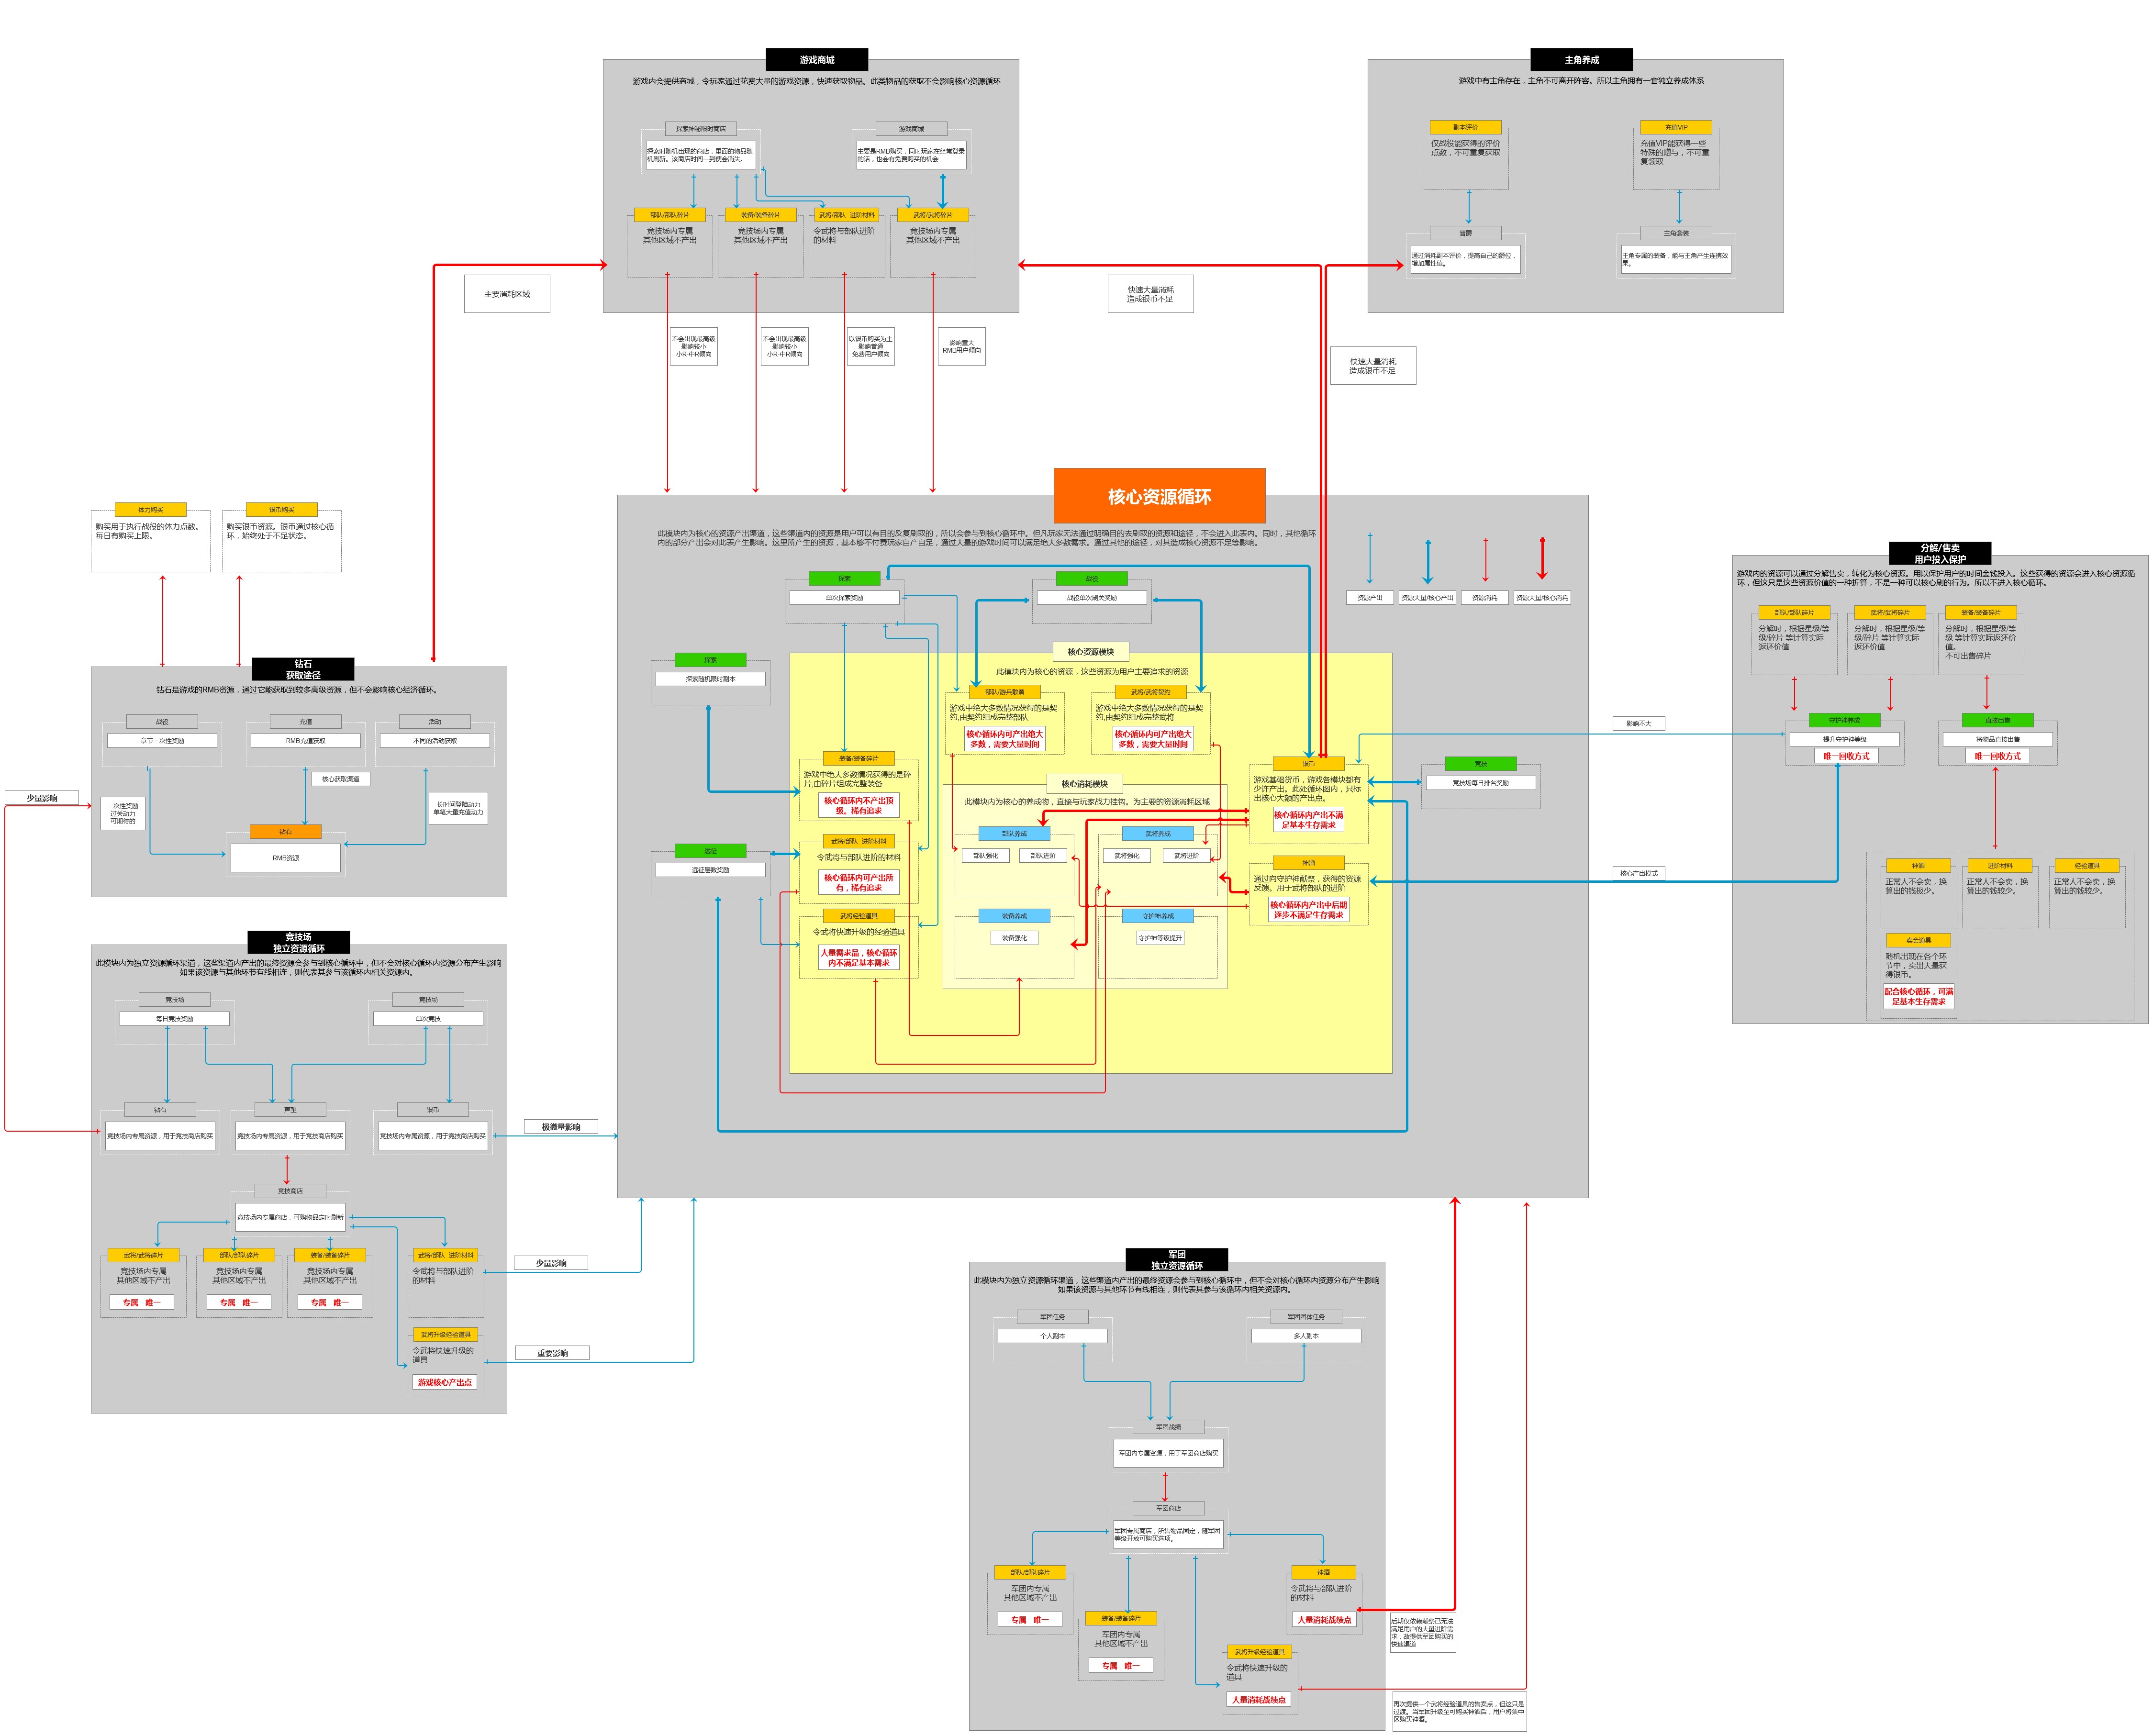 游戏商城
游戏内会提供商城，令玩家通过花费大量的游戏资源，快速获取物品。此类物品的获取不会影响核心资源循环
探索神秘限时商店
探索时随机出现的商店，里面的物品随
机刷新。该商店时间一到便会消失。
游戏商城
主要是RMB购买，同时玩家在经常登录
的话，也会有免费购买的机会
部队/部队碎片
竞技场内专属
其他区域不产出
装备/装备碎片
竞技场内专属
其他区域不产出
武将/部队 进阶材料
令武将与部队进阶
的材料
武将/武将碎片
竞技场内专属
其他区域不产出
主角养成
游戏中有主角存在，主角不可离开阵容。所以主角拥有一套独立养成体系
副本评价
仅战役能获得的评价
点数，不可重复获取
充值VIP
充值VIP能获得一些
特殊的赠与，不可重
复领取
晋爵
通过消耗副本评价，提高自己的爵位，
增加属性值。
主角套装
主角专属的装备，能与主角产生连携效
果。
主要消耗区域
快速大量消耗
造成银币不足
快速大量消耗
造成银币不足
不会出现最高级
影响较小
小R-中R倾向
不会出现最高级
影响较小
小R-中R倾向
以银币购买为主
影响普通
免费用户倾向
影响重大
RMB用户倾向
体力购买
购买用于执行战役的体力点数。
每日有购买上限。
银币购买
购买银币资源。银币通过核心循
环，始终处于不足状态。
钻石
获取途径
钻石是游戏的RMB资源，通过它能获取到较多高级资源，但不会影响核心经济循环。
战役
章节一次性奖励
充值
RMB充值获取
活动
不同的活动获取
核心获取渠道
一次性奖励
过关动力
可期待的
长时间登陆动力
单笔大量充值动力
钻石
RMB资源
少量影响
核心资源循环
此模块内为核心的资源产出渠道，这些渠道内的资源是用户可以有目的反复刷取的，所以会参与到核心循环中。但凡玩家无法通过明确目的去刷取的资源和途径，不会进入此表内。同时，其他循环
内的部分产出会对此表产生影响。这里所产生的资源，基本够不付费玩家自产自足，通过大量的游戏时间可以满足绝大多数需求。通过其他的途径，对其造成核心资源不足等影响。
资源产出
资源大量/核心产出
资源消耗
资源大量/核心消耗
探索
单次探索奖励
战役
战役单次刷关奖励
探索
探索随机限时副本
远征
远征层数奖励
竞技
竞技场每日排名奖励
核心资源模块
此模块内为核心的资源，这些资源为用户主要追求的资源
部队/游兵散勇
游戏中绝大多数情况获得的是契
约,由契约组成完整部队
核心循环内可产出绝大
多数，需要大量时间
武将/武将契约
游戏中绝大多数情况获得的是契
约,由契约组成完整武将
核心循环内可产出绝大
多数，需要大量时间
装备/装备碎片
游戏中绝大多数情况获得的是碎
片,由碎片组成完整装备
核心循环内不产出顶
级、稀有追求
武将/部队 进阶材料
令武将与部队进阶的材料
核心循环内可产出所
有，稀有追求
武将经验道具
令武将快速升级的经验道具
大量需求品，核心循环
内不满足基本需求
银币
游戏基础货币，游戏各模块都有
少许产出。此处循环图内，只标
出核心大额的产出点。
核心循环内产出不满
足基本生存需求
神酒
通过向守护神献祭，获得的资源
反馈。用于武将部队的进阶
核心循环内产出中后期
逐步不满足生存需求
核心消耗模块
此模块内为核心的养成物，直接与玩家战力挂钩。为主要的资源消耗区域
部队养成
部队强化
部队进阶
武将养成
武将强化
武将进阶
装备养成
装备强化
守护神养成
守护神等级提升
影响不大
核心产出模式
分解/售卖
用户投入保护
游戏内的资源可以通过分解售卖，转化为核心资源。用以保护用户的时间金钱投入。这些获得的资源会进入核心资源循
环，但这只是这些资源价值的一种折算，不是一种可以核心刷的行为。所以不进入核心循环。
部队/部队碎片
分解时，根据星级/等
级/碎片 等计算实际
返还价值
武将/武将碎片
分解时，根据星级/等
级/碎片 等计算实际
返还价值
装备/装备碎片
分解时，根据星级/等
级 等计算实际返还价
值。
不可出售碎片
守护神养成
提升守护神等级
唯一回收方式
直接出售
将物品直接出售
唯一回收方式
神酒
正常人不会卖，换
算出的钱较少。
进阶材料
正常人不会卖，换
算出的钱较少。
经验道具
正常人不会卖，换
算出的钱较少。
卖金道具
随机出现在各个环
节中，卖出大量获
得银币。
配合核心循环，可满
足基本生存需求
竞技场
独立资源循环
此模块内为独立资源循环渠道，这些渠道内产出的最终资源会参与到核心循环中，但不会对核心循环内资源分布产生影响
如果该资源与其他环节有线相连，则代表其参与该循环内相关资源内。
竞技场
每日竞技奖励
竞技场
单次竞技
钻石
竞技场内专属资源，用于竞技商店购买
声望
竞技场内专属资源，用于竞技商店购买
银币
竞技场内专属资源，用于竞技商店购买
极微量影响
竞技商店
竞技场内专属商店，可购物品定时刷新
武将/武将碎片
竞技场内专属
其他区域不产出
专属 唯一
部队/部队碎片
竞技场内专属
其他区域不产出
专属 唯一
装备/装备碎片
竞技场内专属
其他区域不产出
专属 唯一
武将/部队 进阶材料
令武将与部队进阶
的材料
少量影响
武将升级经验道具
令武将快速升级的
道具
游戏核心产出点
重要影响
军团
独立资源循环
此模块内为独立资源循环渠道，这些渠道内产出的最终资源会参与到核心循环中，但不会对核心循环内资源分布产生影响
如果该资源与其他环节有线相连，则代表其参与该循环内相关资源内。
军团任务
个人副本
军团团体任务
多人副本
军团战绩
军团内专属资源，用于军团商店购买
军团商店
军团专属商店，所售物品固定，随军团
等级开放可购买选项。
部队/部队碎片
军团内专属
其他区域不产出
专属 唯一
装备/装备碎片
军团内专属
其他区域不产出
专属 唯一
神酒
令武将与部队进阶
的材料
大量消耗战绩点
武将升级经验道具
令武将快速升级的
道具
大量消耗战绩点
后期仅依赖献祭已无法
满足用户的大量进阶需
求，故提供军团购买的
快速渠道
再次提供一个武将经验道具的售卖点，但这只是
过渡。当军团升级至可购买神酒后，用户将集中
区购买神酒。